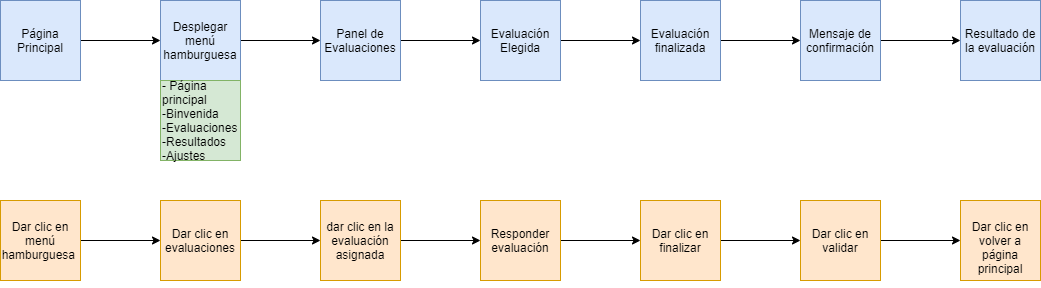 Página
Principal
Desplegar
menú
hamburguesa
- Página
principal
-Binvenida
-Evaluaciones
-Resultados
-Ajustes
Panel de
Evaluaciones
Evaluación
Elegida
Evaluación
finalizada
Mensaje de
confirmación
Resultado de
la evaluación
Dar clic en
menú
hamburguesa
Dar clic en
evaluaciones
dar clic en la
evaluación
asignada
Responder
evaluación
Dar clic en
finalizar
Dar clic en
validar
Dar clic en
volver a
página
principal